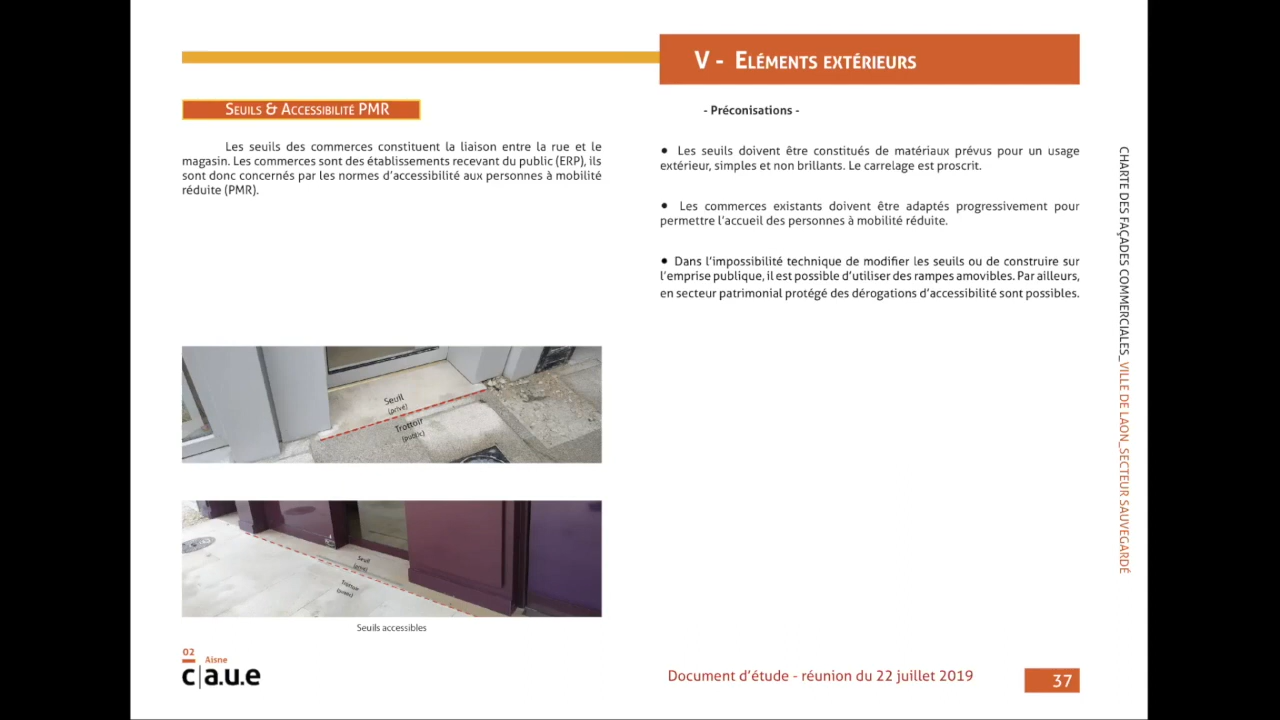 V - Eléments extérieurs
Seuils & Accessibilité PMR
Les seuils des commerces constituent la liaison entre la rue et le
magasin. Les commerces sont des établissements recevant du public (ERP), ils
sont donc concernés par les normes d'accessibilité aux personnes à mobilité
réduite (PMR).
Seuil
(privé)
Trottoir
(public)
Seuil
(privé)
Trottoir
(public)
Seuils accessibles
- Préconisations -
• Les seuils doivent être constitués de matériaux prévus pour un usage
extérieur, simples et non brillants. Le carrelage est proscrit.
• Les commerces existants doivent être adaptés progressivement pour
permettre l'accueil des personnes à mobilité réduite.
• Dans l'impossibilité technique de modifier les seuils ou de construire sur
l'emprise publique, il est possible d'utiliser des rampes amovibles. Par ailleurs,
en secteur patrimonial protégé des dérogations d'accessibilité sont possibles.
CHARTE DES FAÇADES COMMERCIALES_VILLE DE LAON_SECTEUR SAUVEGARDÉ
02
Aisne
c|a.u.e
Document d'étude - réunion du 22 juillet 2019
37